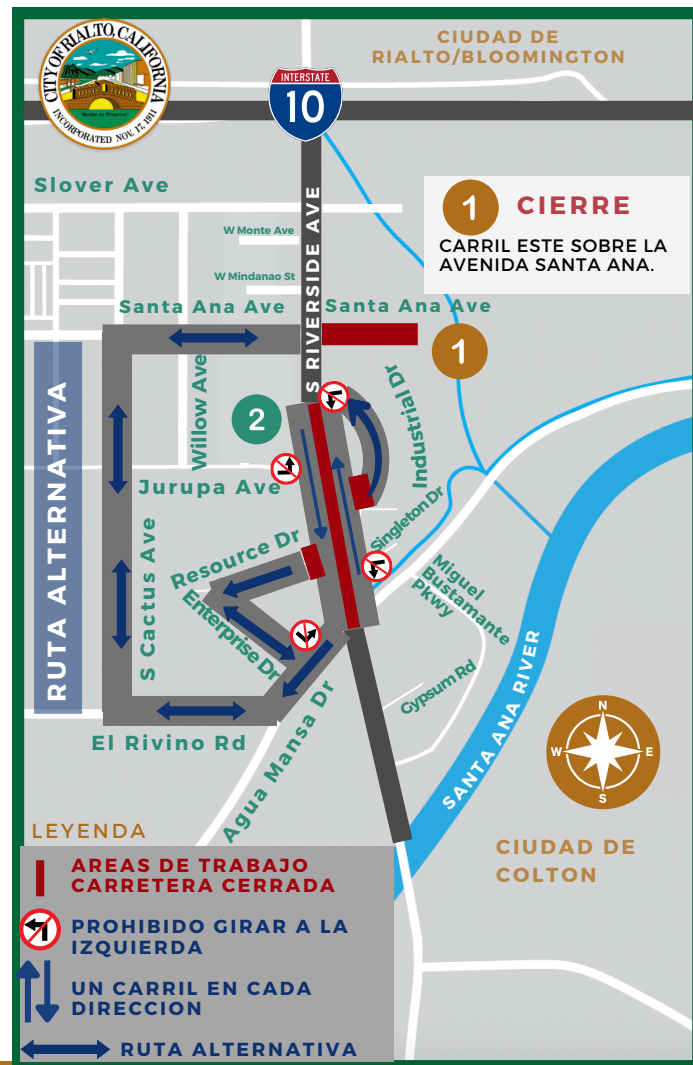 CITY OF RIALTO, CALIFORNIA
"Bridge to Progress"
INCORPORATED NOV. 17, 1911
CIUDAD DE
RIALTO/BLOOMINGTON
INTERSTATE
10
Slover Ave
S RIVERSIDE AVE
1 CIERRE
CARRIL ESTE SOBRE LA
AVENIDA SANTA ANA.
W Monte Ave
W Mindanao St
Santa Ana Ave
Santa Ana Ave
1
RUTA ALTERNATIVA
Willow Ave
2
Industrial Dr
Jurupa Ave
Singleton Dr
S Cactus Ave
Resource Dr
Enterprise Dr
Miguel
Bustamante
Pkwy
Gypsum Rd
SANTA ANA RIVER
N
W
E
S
El Rivino Rd
Agua Mansa Dr
CIUDAD DE
COLTON
LEYENDA
AREAS DE TRABAJO
CARRETERA CERRADA
PROHIBIDO GIRAR A LA
IZQUIERDA
UN CARRIL EN CADA
DIRECCION
RUTA ALTERNATIVA